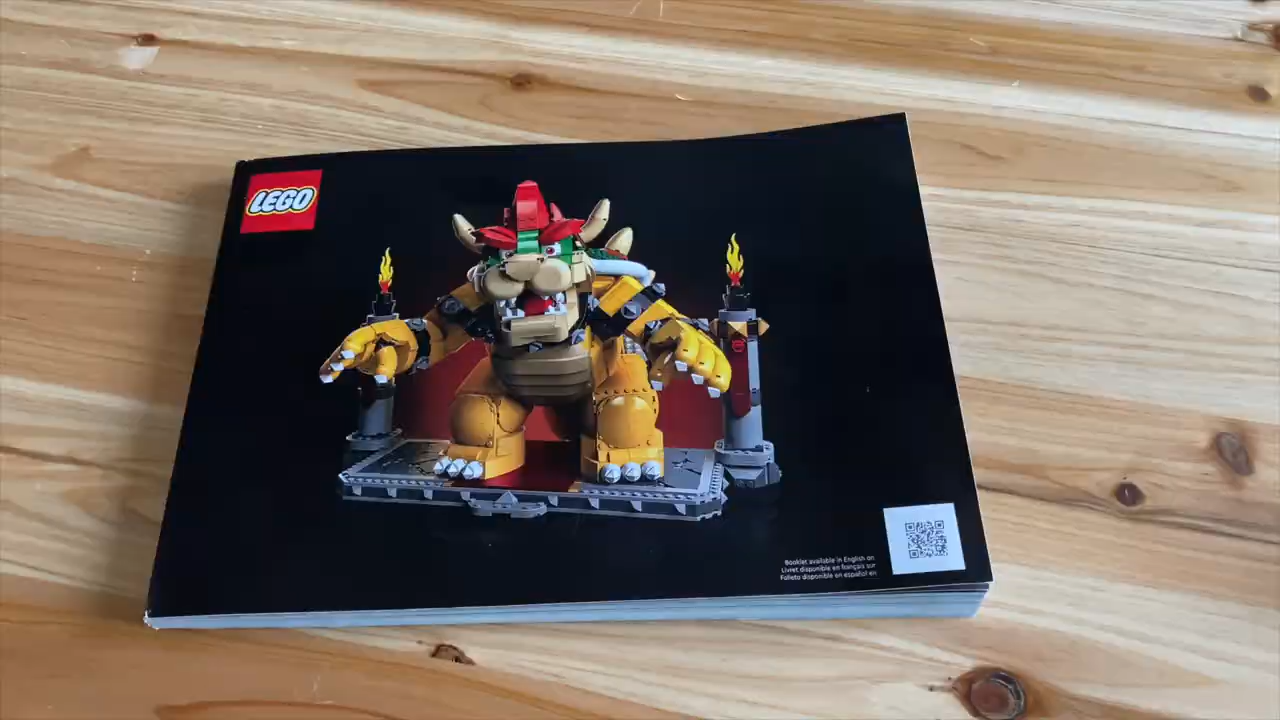 LEGO
Booklet available in English on
Livret disponible en français sur
Folleto disponible en español en